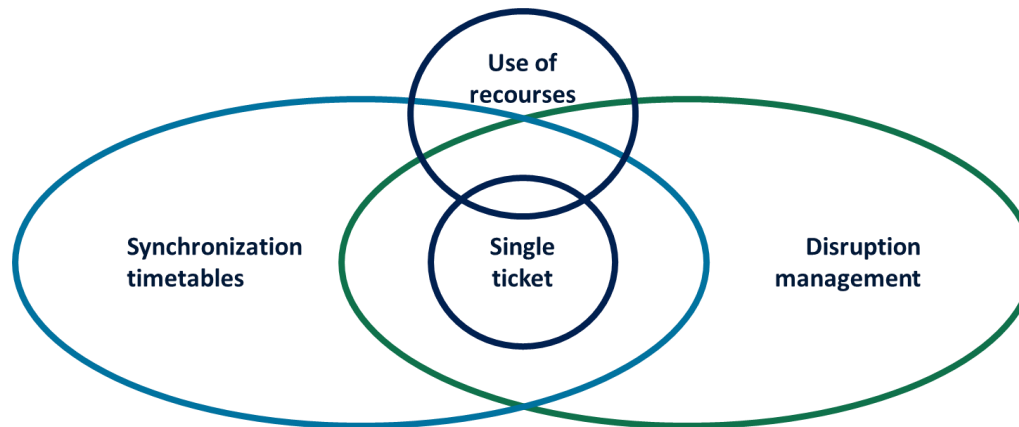 Use of
recourses
Synchronization
timetables
Single
ticket
Disruption
management